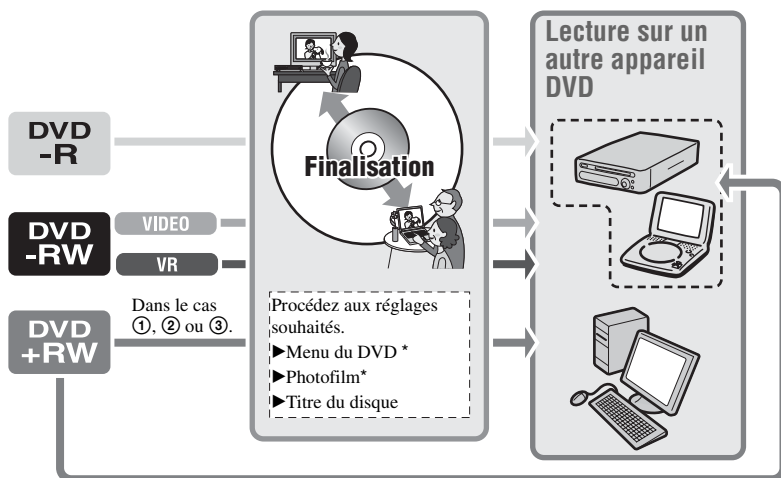 Lecture sur un
autre appareil
DVD
DVD
-R
Finalisation
DVD
-RW
VIDEO
VR
DVD
+RW
Dans le cas
①, ② ou ③.
Procédez aux réglages
souhaités.
▶Menu du DVD *
▶Photofilm*
▶Titre du disque